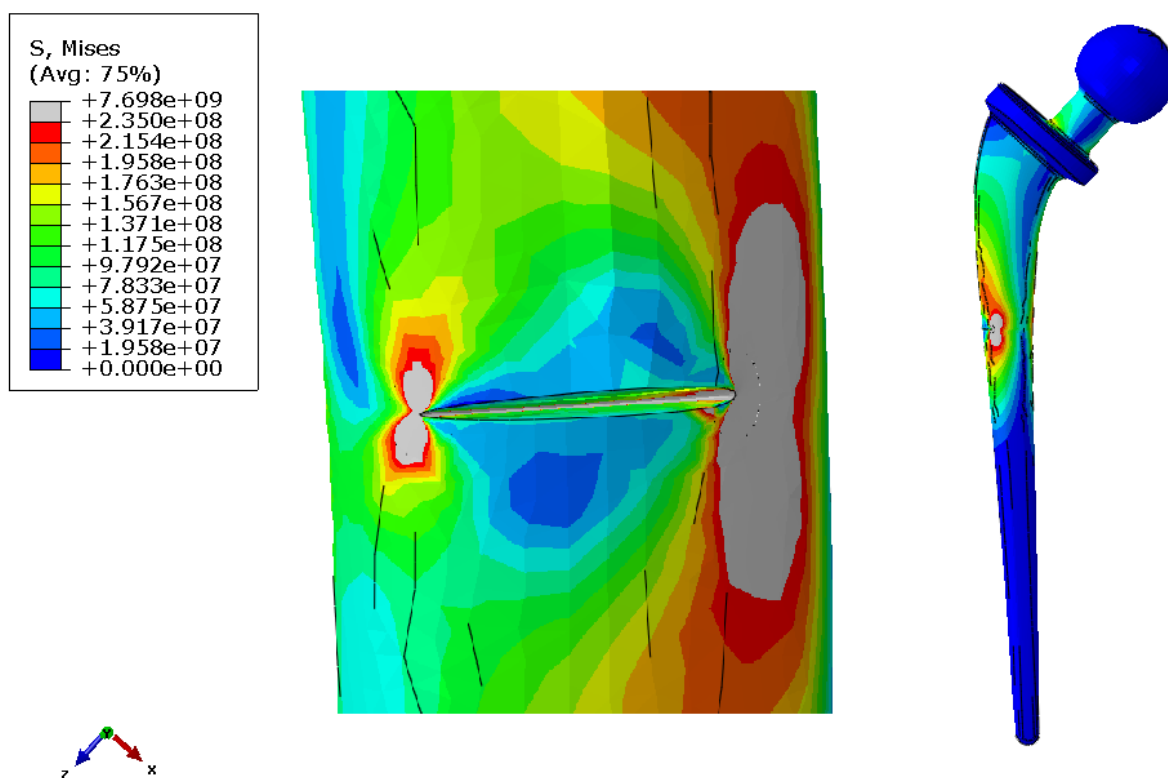 S, Mises
(Avg: 75%)
+7.698e+09
+2.350e+08
+2.154e+08
+1.958e+08
+1.763e+08
+1.567e+08
+1.371e+08
+1.175e+08
+9.792e+07
+7.833e+07
+5.875e+07
+3.917e+07
+1.958e+07
+0.000e+00
Y
Z
X